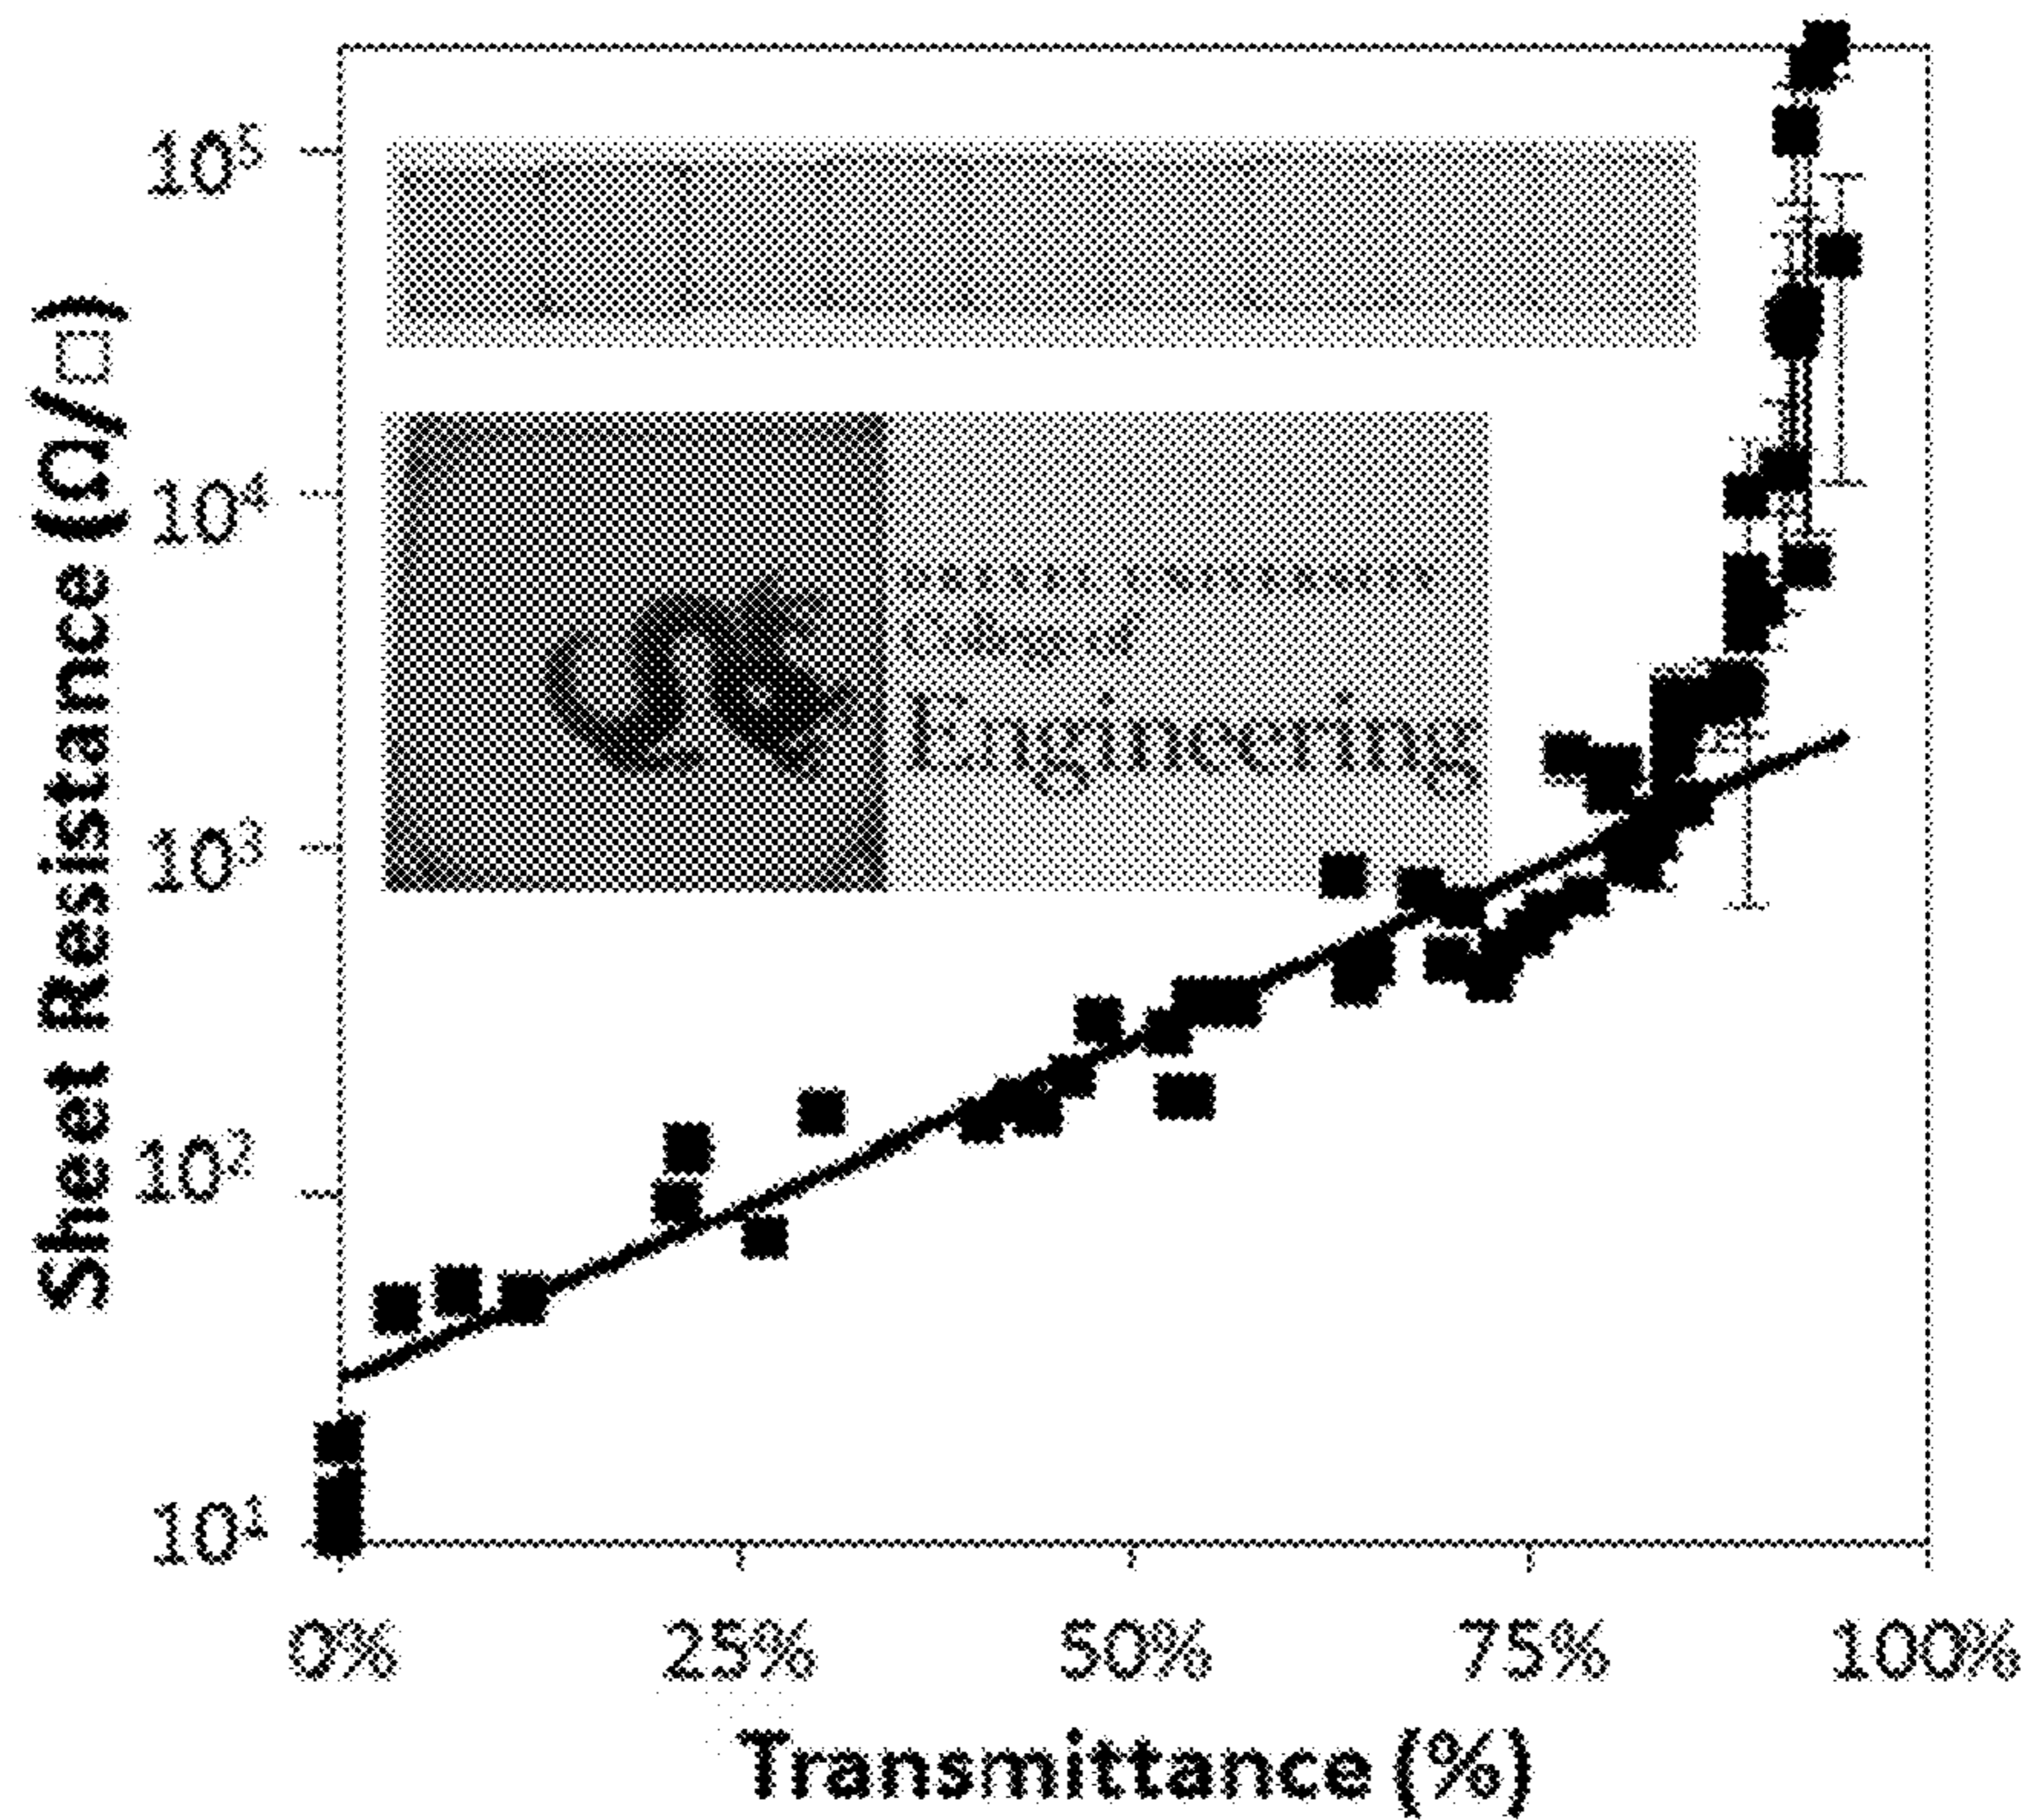 Sheet Resistance (Ω/□)
10⁵
10⁴
10³
10²
10¹
Engineering
0% 25% 50% 75% 100%
Transmittance (%)